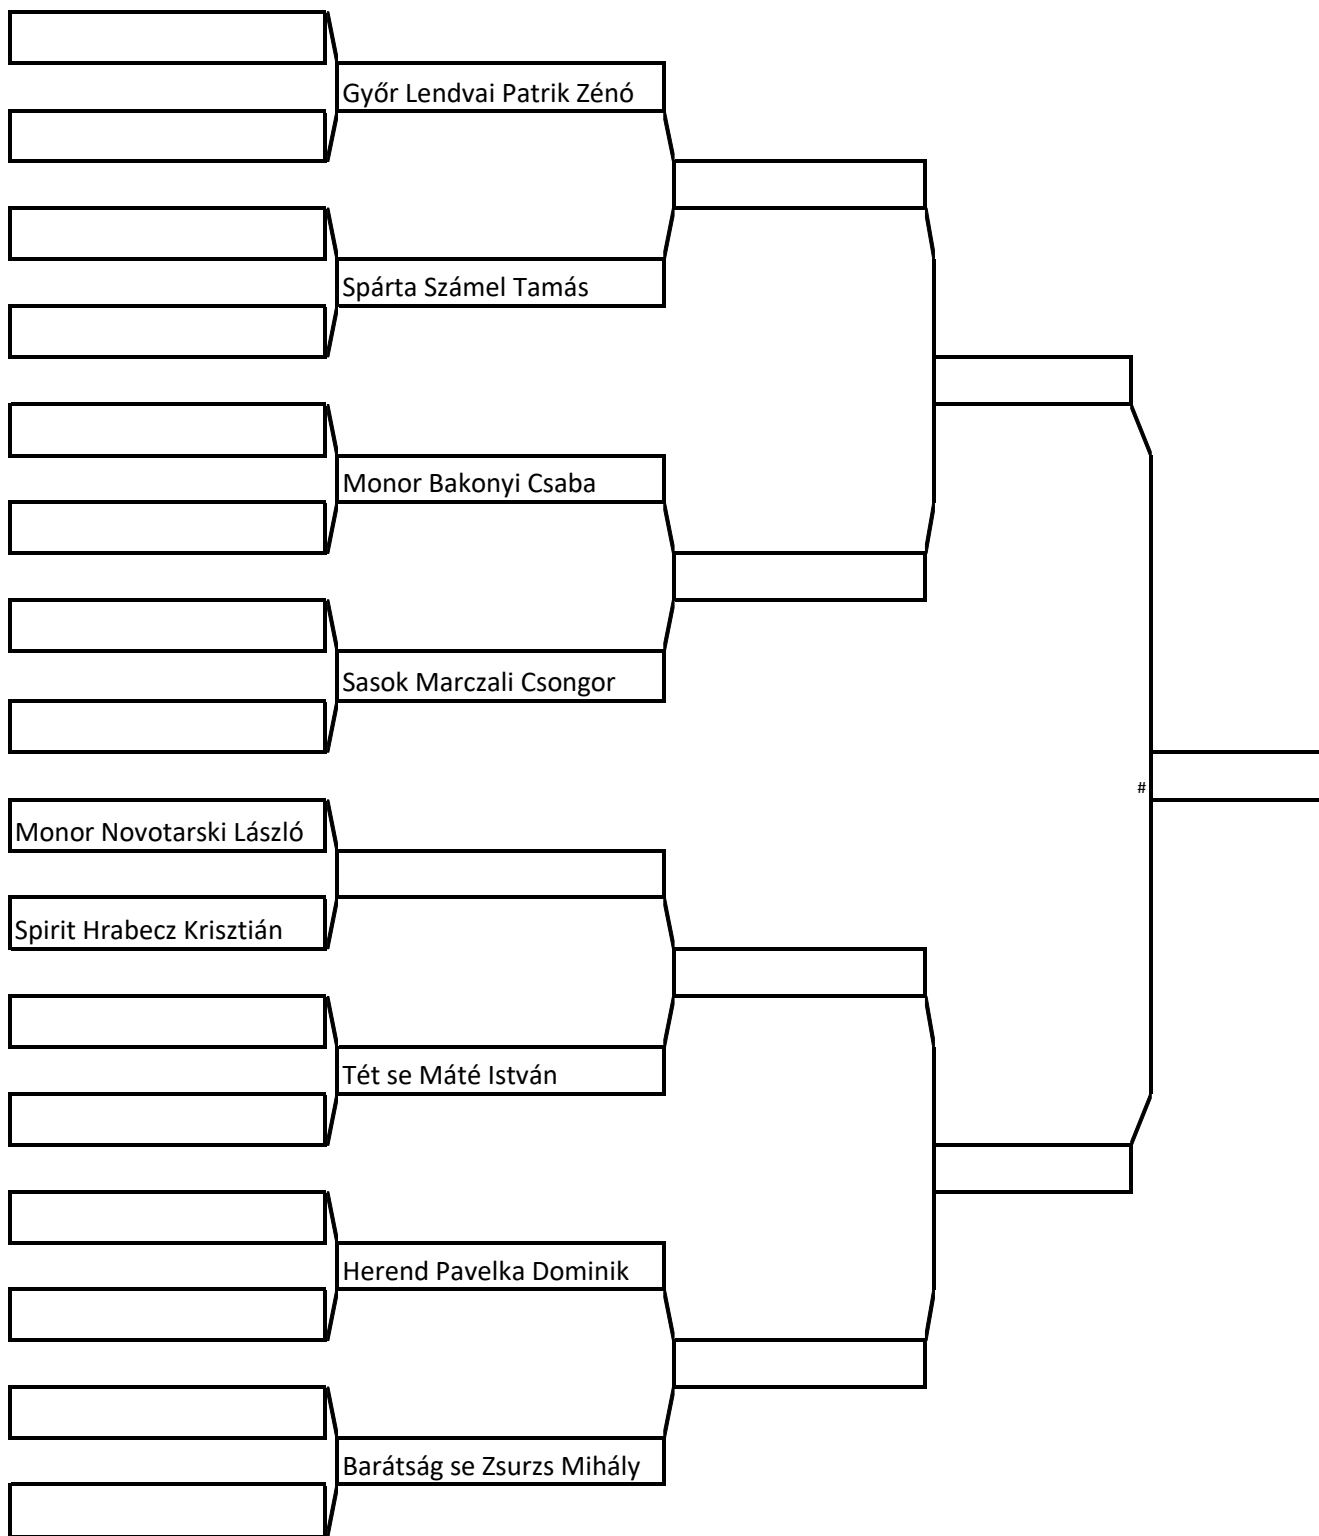 Győr Lendvai Patrik Zénó
Spárta Számel Tamás
Monor Bakonyi Csaba
Sasok Marczali Csongor
#
Monor Novotarski László
Spirit Hrabecz Krisztián
Tét se Máté István
Herend Pavelka Dominik
Barátság se Zsurzs Mihály